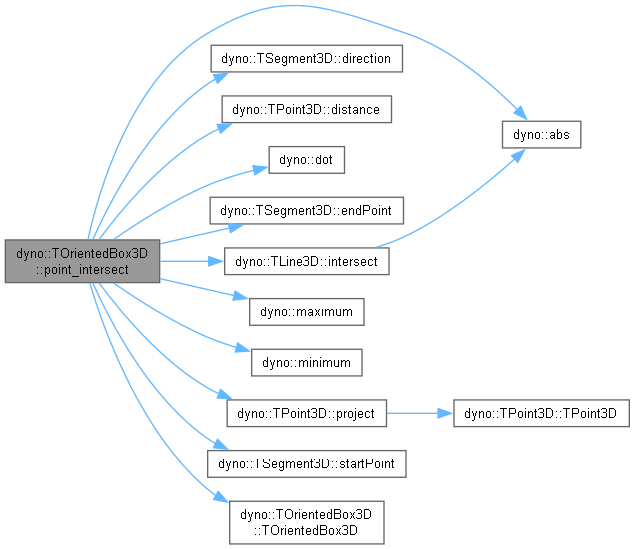 dyno::TOrientedBox3D
::point_intersect
dyno::TSegment3D::direction
dyno::TPoint3D::distance
dyno::dot
dyno::TSegment3D::endPoint
dyno::TLine3D::intersect
dyno::maximum
dyno::minimum
dyno::TPoint3D::project
dyno::TSegment3D::startPoint
dyno::TOrientedBox3D
::TOrientedBox3D
dyno::abs
dyno::TPoint3D::TPoint3D